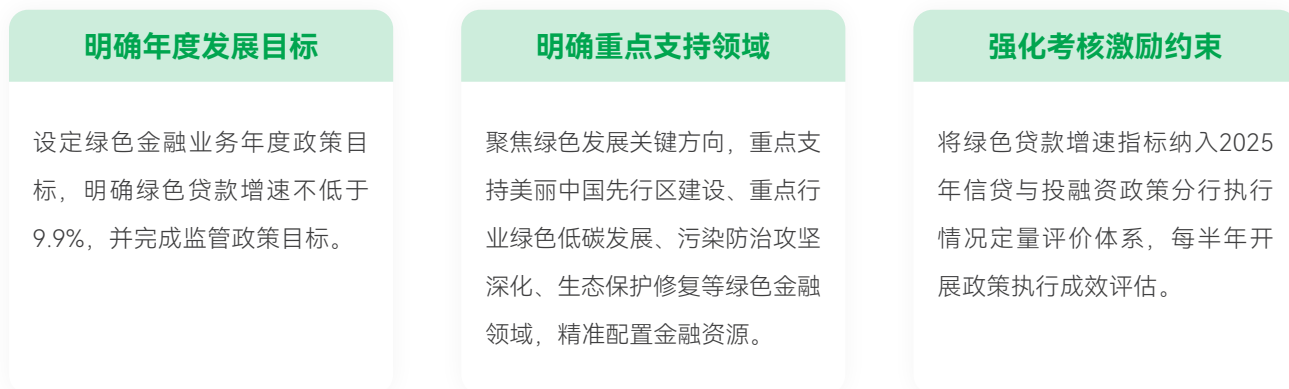 明确年度发展目标
设定绿色金融业务年度政策目
标，明确绿色贷款增速不低于
9.9%，并完成监管政策目标。
明确重点支持领域
聚焦绿色发展关键方向，重点支
持美丽中国先行区建设、重点行
业绿色低碳发展、污染防治攻坚
深化、生态保护修复等绿色金融
领域，精准配置金融资源。
强化考核激励约束
将绿色贷款增速指标纳入2025
年信贷与投融资政策分行执行
情况定量评价体系，每半年开
展政策执行成效评估。